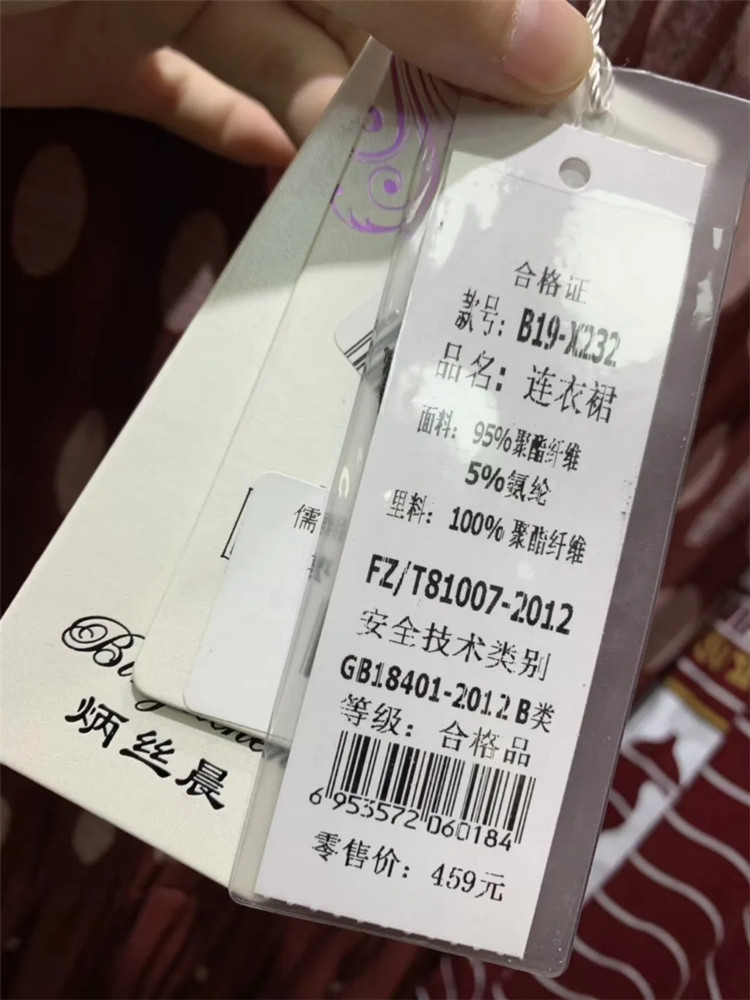 合格证
款号: B19-X232
品名: 连衣裙
面料: 95%聚酯纤维
5%氨纶
里料: 100%聚酯纤维
FZ/T81007-2012
安全技术类别
GB18401-2012 B类
等级: 合格品
6 953572 060184
零售价: 459元
儒
炳丝晨